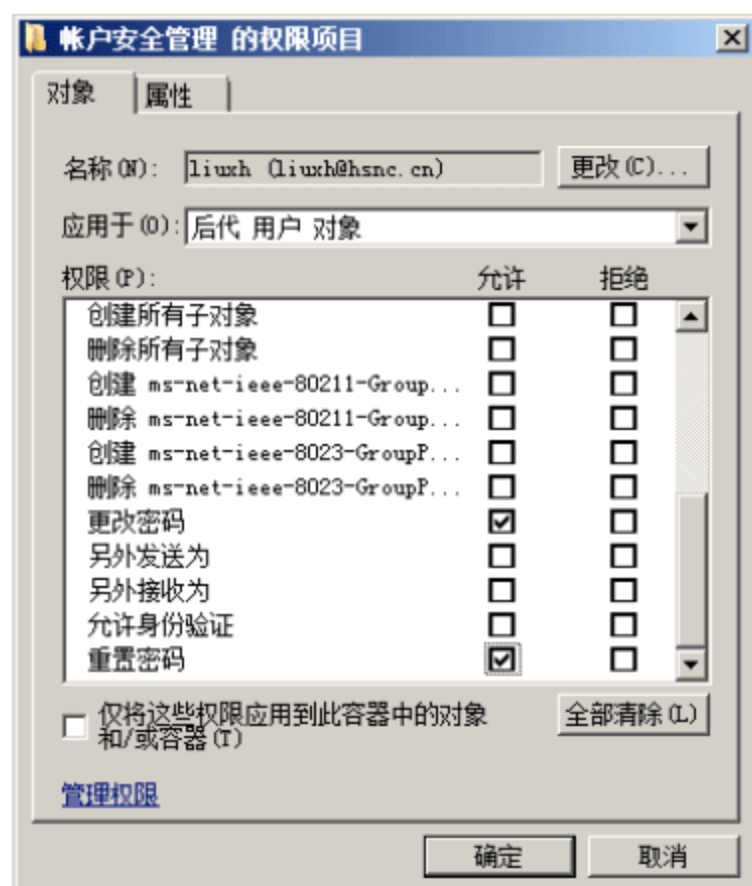 帐户安全管理 的权限项目
对象 属性
名称(N): liuxh (liuxh@hsnc.cn) 更改(C)...
应用于(O): 后代 用户 对象
权限(P): 允许 拒绝
创建所有子对象
删除所有子对象
创建 ms-net-ieee-80211-Group...
删除 ms-net-ieee-80211-Group...
创建 ms-net-ieee-8023-GroupP...
删除 ms-net-ieee-8023-GroupP...
更改密码
另外发送为
另外接收为
允许身份验证
重置密码
仅将这些权限应用到此容器中的对象 全部清除(L)
和/或容器(T)
管理权限
确定 取消